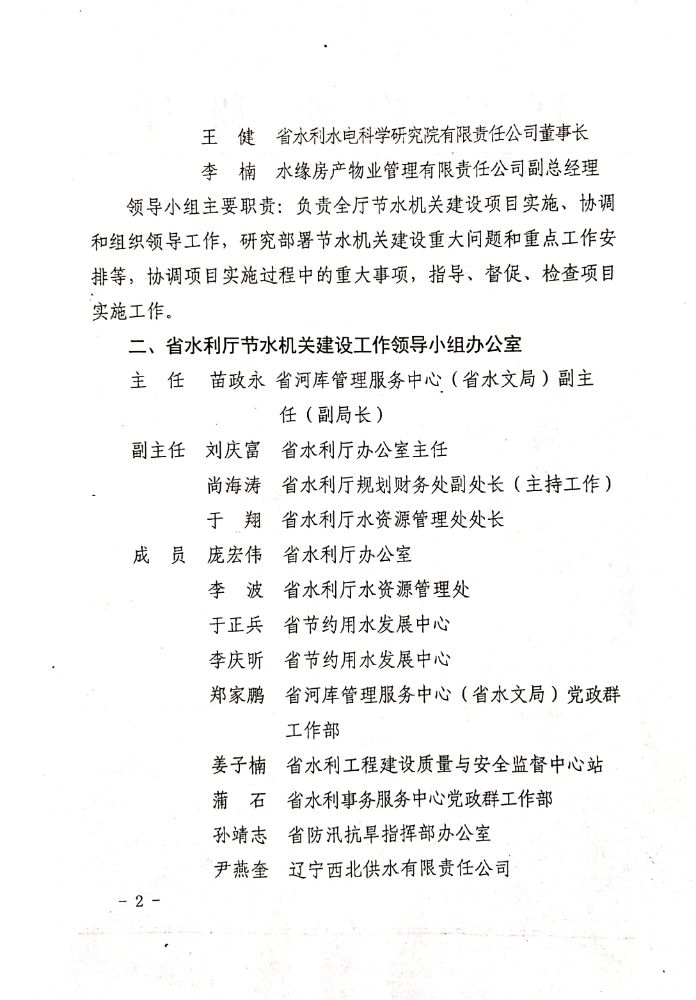 王　健　省水利水电科学研究院有限责任公司董事长
李　楠　水缘房产物业管理有限责任公司副总经理
领导小组主要职责：负责全厅节水机关建设项目实施、协调
和组织领导工作，研究部署节水机关建设重大问题和重点工作安
排等，协调项目实施过程中的重大事项，指导、督促、检查项目
实施工作。
二、省水利厅节水机关建设工作领导小组办公室
主　任　苗政永　省河库管理服务中心（省水文局）副主
任（副局长）
副主任　刘庆富　省水利厅办公室主任
尚海涛　省水利厅规划财务处副处长（主持工作）
于　翔　省水利厅水资源管理处处长
成　员　庞宏伟　省水利厅办公室
李　波　省水利厅水资源管理处
于正兵　省节约用水发展中心
李庆昕　省节约用水发展中心
郑家鹏　省河库管理服务中心（省水文局）党政群
工作部
姜子楠　省水利工程建设质量与安全监督中心站
蒲　石　省水利事务服务中心党政群工作部
孙靖志　省防汛抗旱指挥部办公室
尹燕奎　辽宁西北供水有限责任公司
- 2 -